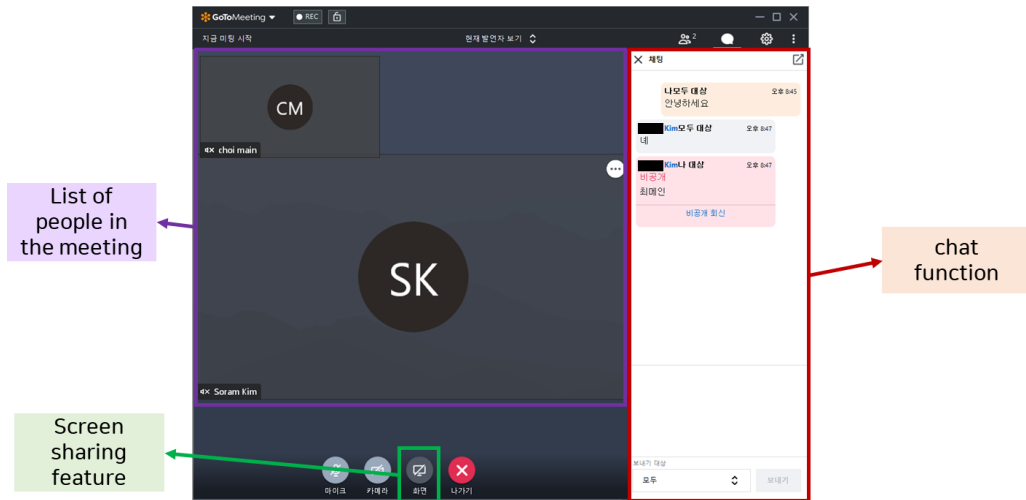 GoToMeeting
REC
지금 미팅 시작
현재 발언자 보기
2
CM
choi main
SK
Soram Kim
마이크
카메라
화면
나가기
채팅
나모두 대상
오후 8:45
안녕하세요
Kim모두 대상
오후 8:47
네
Kim나 대상
오후 8:47
비공개
최메인
비공개 회신
보내기 대상
모두
보내기
List of
people in
the meeting
Screen
sharing
feature
chat
function